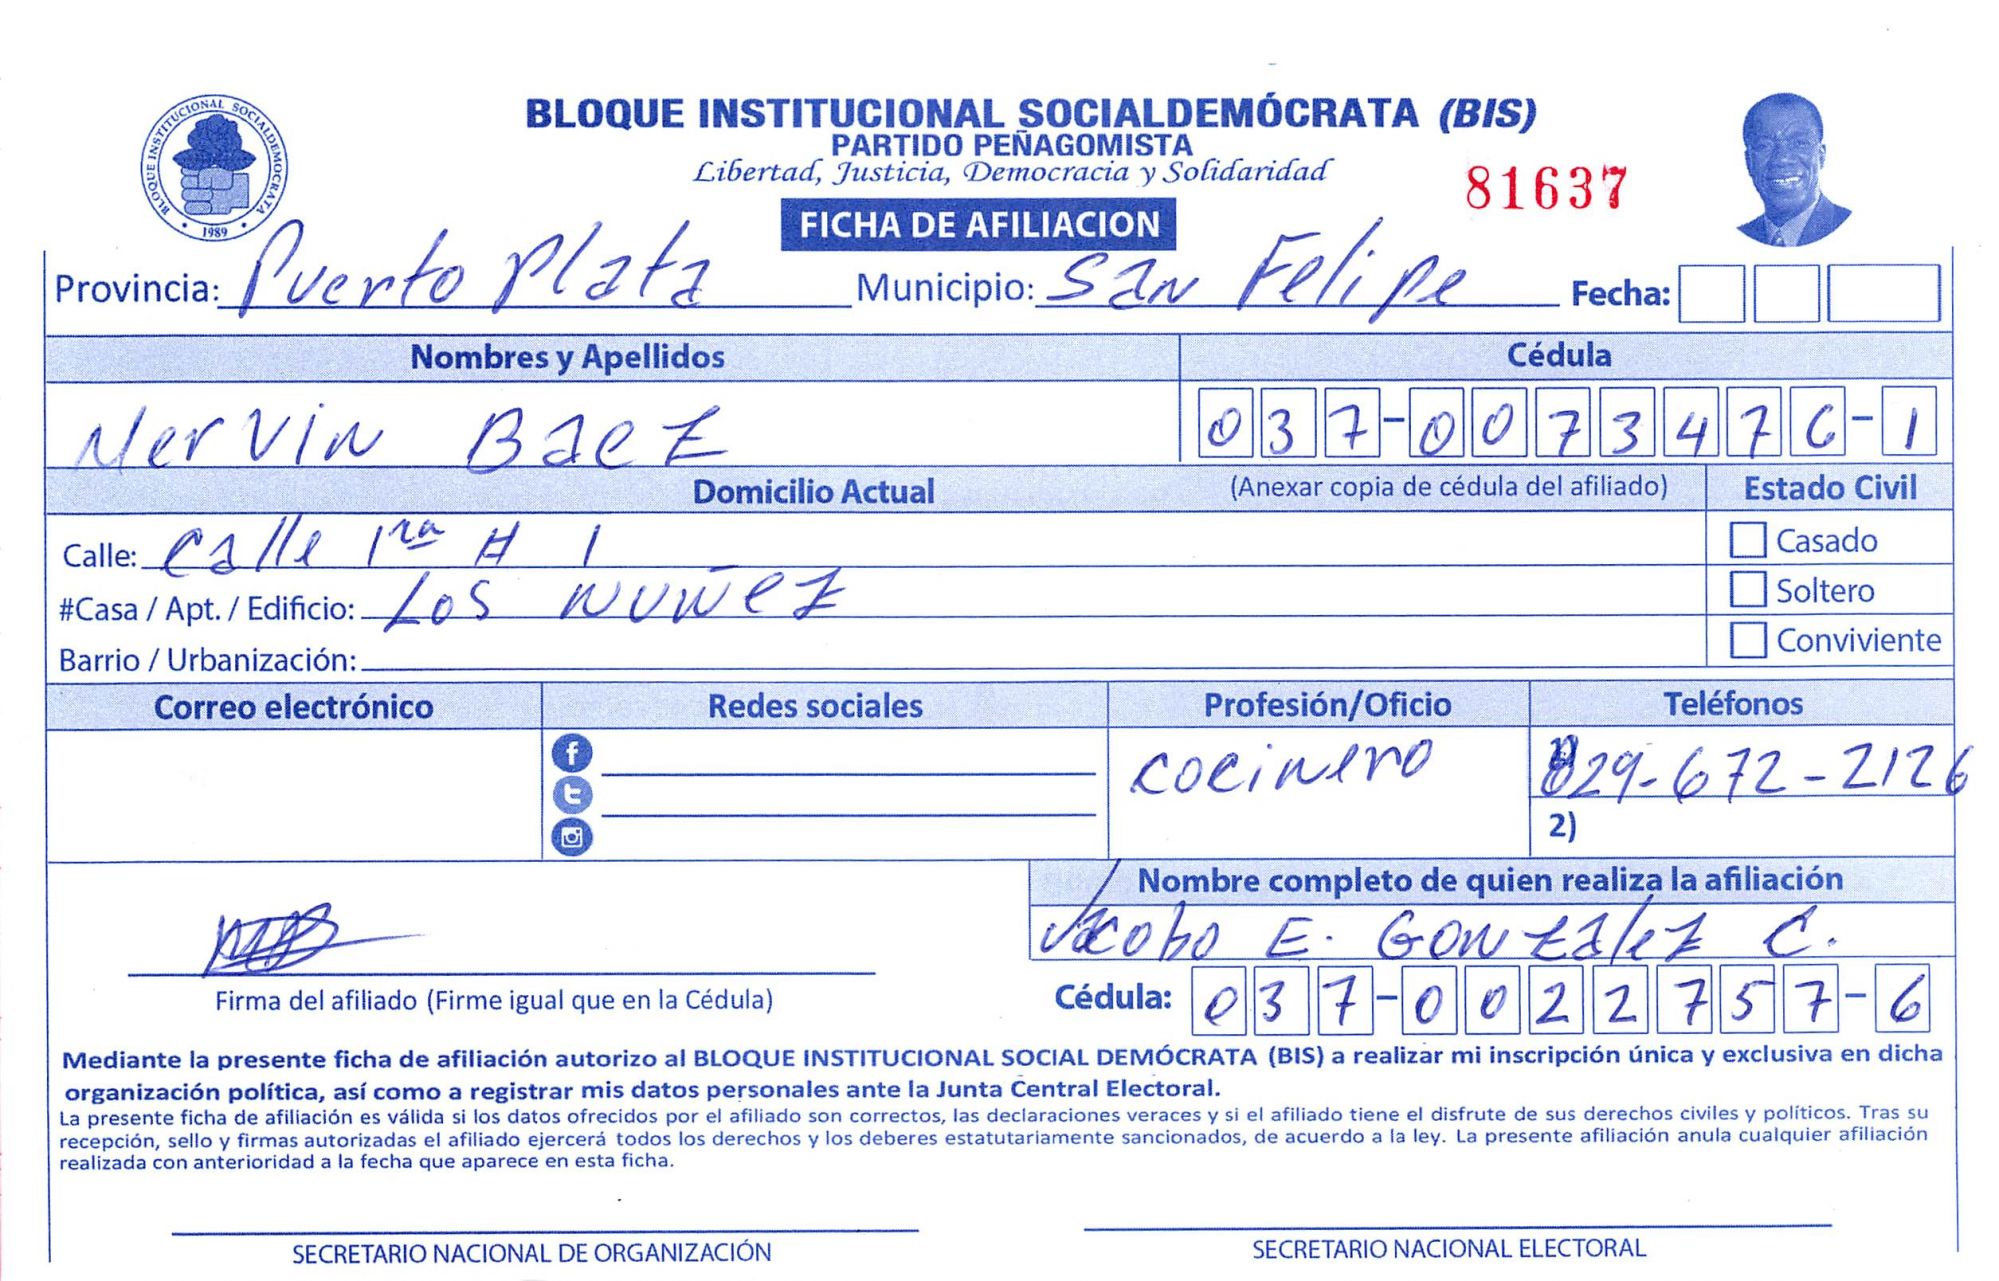 BLOQUE INSTITUCIONAL SOCIALDEMOCRATA
1989
BLOQUE INSTITUCIONAL SOCIALDEMÓCRATA (BIS)
PARTIDO PEÑAGOMISTA
Libertad, Justicia, Democracia y Solidaridad
81637
FICHA DE AFILIACION
Provincia: Puerto Plata Municipio: San Felipe Fecha:
Nombres y Apellidos Cédula
Mervin Baez 037-0073476-1
Domicilio Actual (Anexar copia de cédula del afiliado) Estado Civil
Calle: Calle 1ra # 1 Casado
#Casa / Apt. / Edificio: Los Nuñez Soltero
Barrio / Urbanización: Conviviente
Correo electrónico Redes sociales Profesión/Oficio Teléfonos
cocinero 1) 829-672-2126
2)
Nombre completo de quien realiza la afiliación
Jacobo E. Gonzalez C.
Firma del afiliado (Firme igual que en la Cédula) Cédula: 037-0022757-6
Mediante la presente ficha de afiliación autorizo al BLOQUE INSTITUCIONAL SOCIAL DEMÓCRATA (BIS) a realizar mi inscripción única y exclusiva en dicha
organización política, así como a registrar mis datos personales ante la Junta Central Electoral.
La presente ficha de afiliación es válida si los datos ofrecidos por el afiliado son correctos, las declaraciones veraces y si el afiliado tiene el disfrute de sus derechos civiles y políticos. Tras su
recepción, sello y firmas autorizadas el afiliado ejercerá todos los derechos y los deberes estatutariamente sancionados, de acuerdo a la ley. La presente afiliación anula cualquier afiliación
realizada con anterioridad a la fecha que aparece en esta ficha.
SECRETARIO NACIONAL DE ORGANIZACIÓN SECRETARIO NACIONAL ELECTORAL